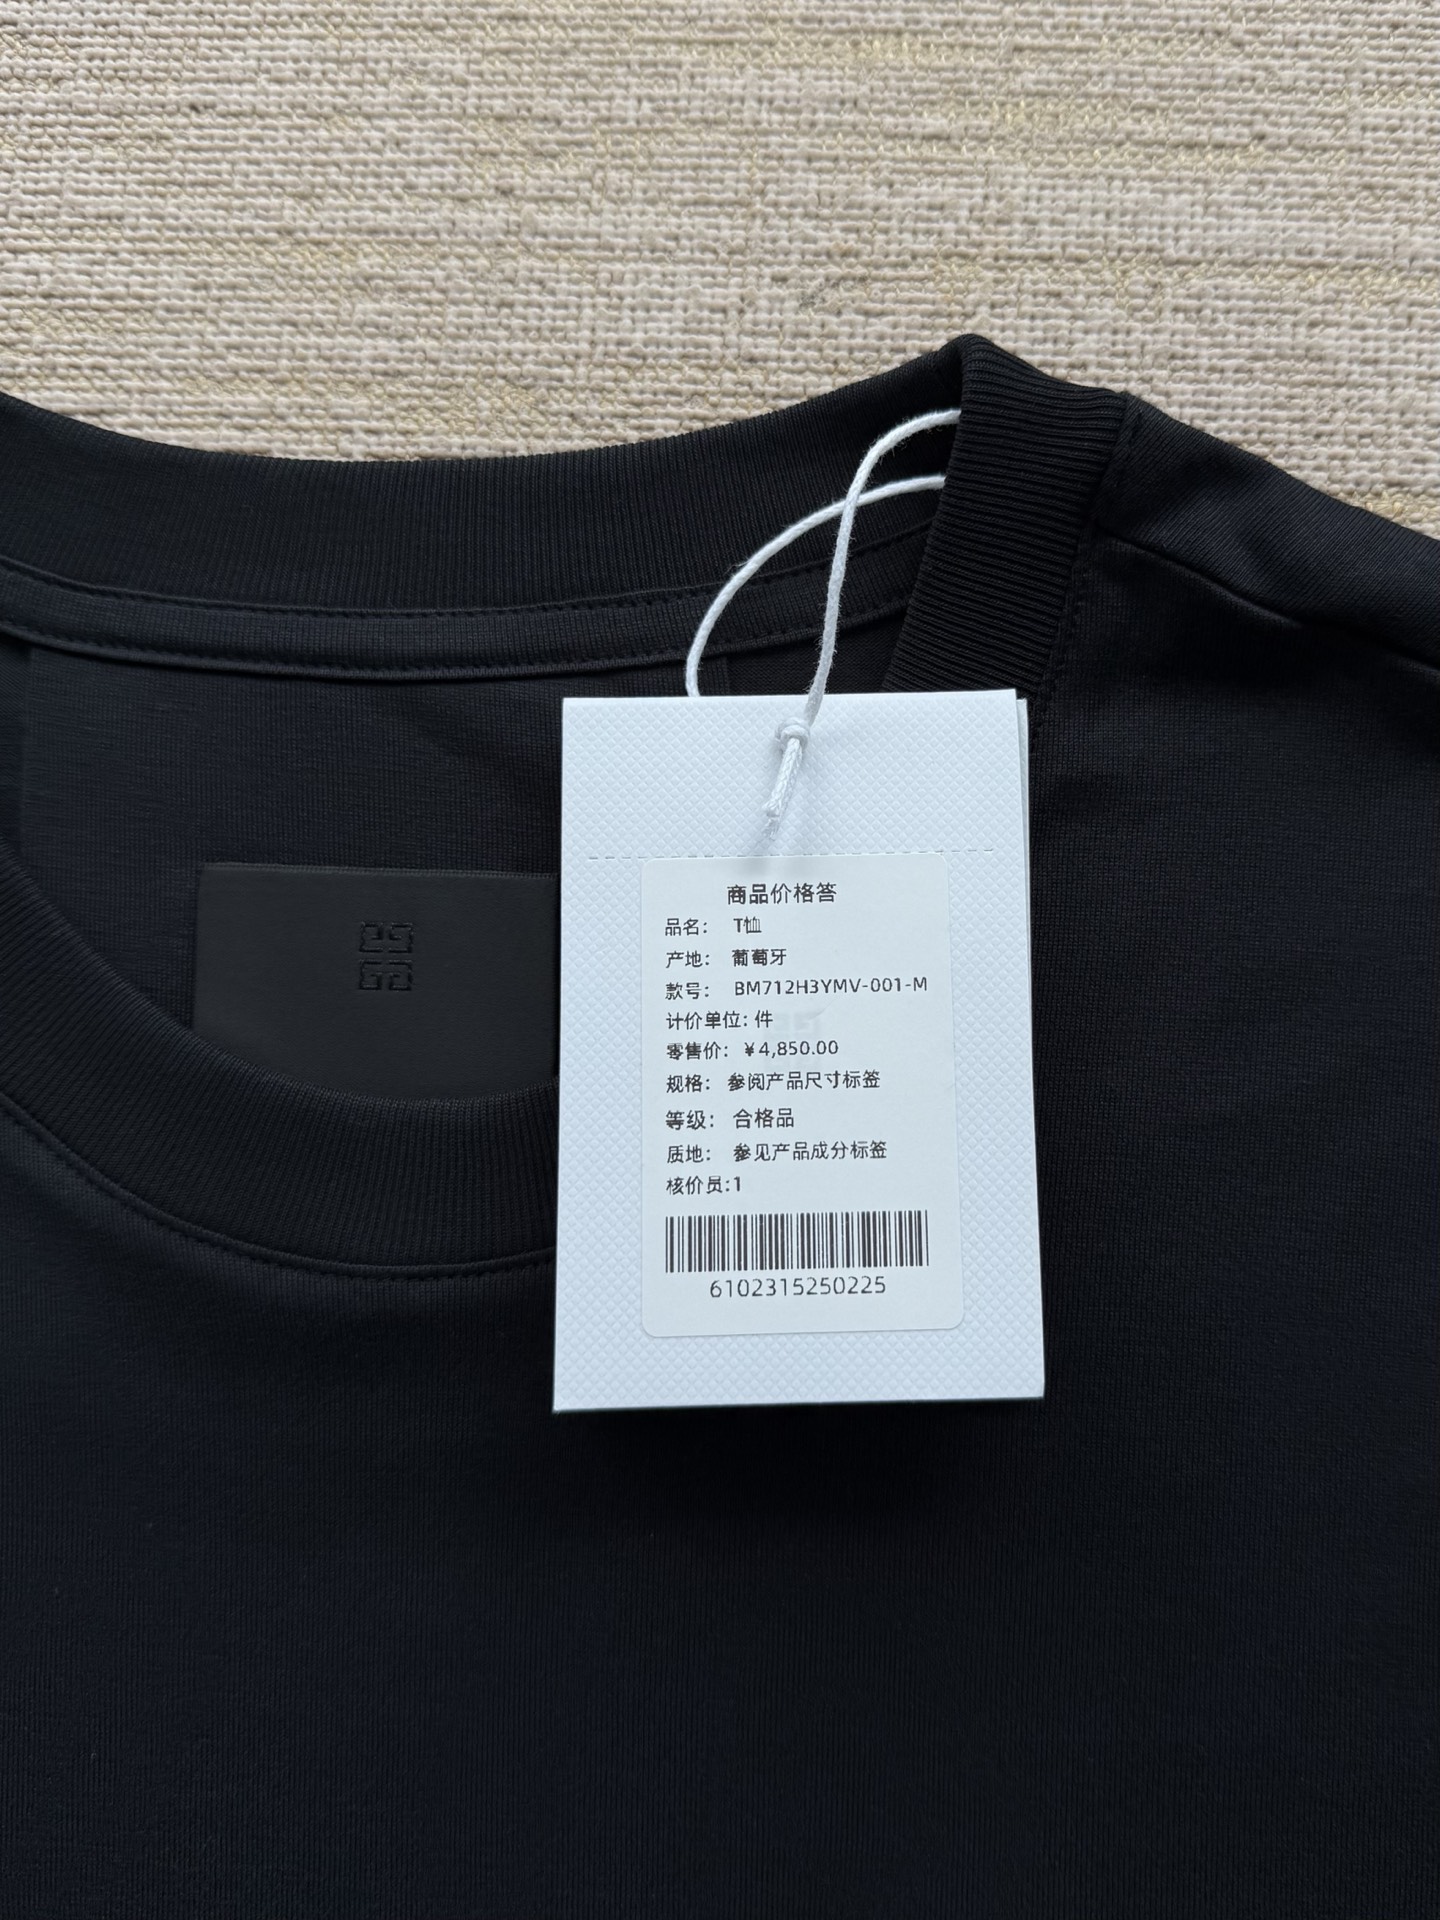 商品价格答
品名： T恤
产地： 葡萄牙
款号： BM712H3YMV-001-M
计价单位: 件
零售价: ￥4,850.00
规格: 参阅产品尺寸标签
等级: 合格品
质地: 参见产品成分标签
核价员:1
6102315250225